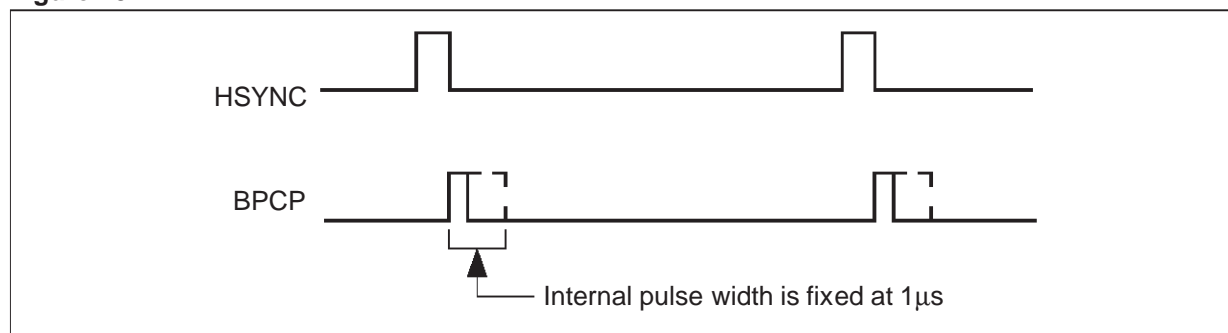 HSYNC
BPCP
Internal pulse width is fixed at 1μs